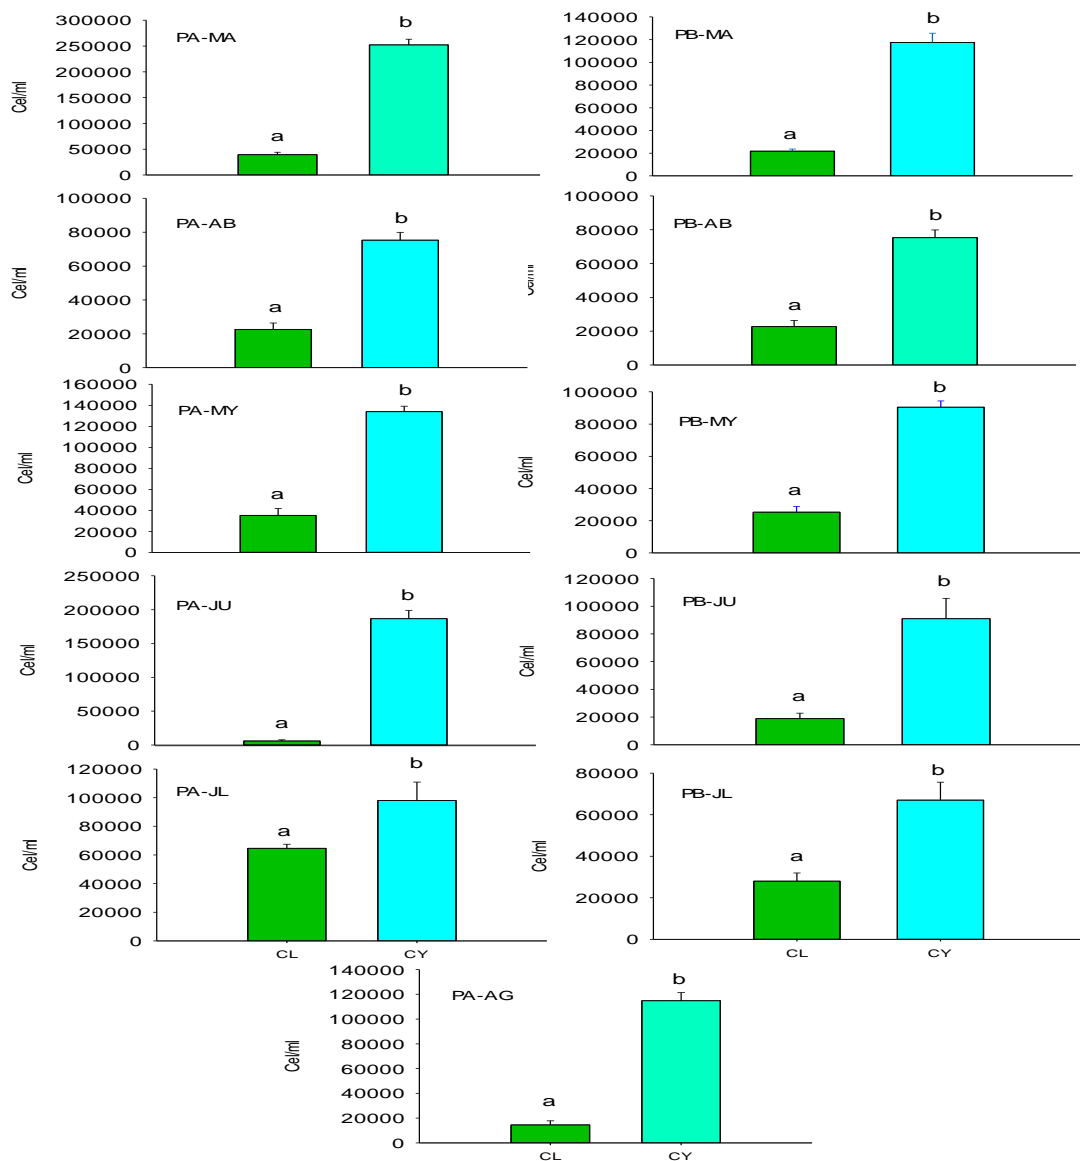 PA-MA
300000
250000
200000
150000
100000
50000
0
Cel/ml
a
b
PB-MA
140000
120000
100000
80000
60000
40000
20000
0
a
b
PA-AB
100000
80000
60000
40000
20000
0
Cel/ml
a
b
PB-AB
100000
80000
60000
40000
20000
0
Cel/ml
a
b
PA-MY
160000
140000
120000
100000
80000
60000
40000
20000
0
Cel/ml
a
b
PB-MY
100000
80000
60000
40000
20000
0
Cel/ml
a
b
PA-JU
250000
200000
150000
100000
50000
0
Cel/ml
a
b
PB-JU
120000
100000
80000
60000
40000
20000
0
Cel/ml
a
b
PA-JL
120000
100000
80000
60000
40000
20000
0
Cel/ml
a
b
CL CY
PB-JL
80000
60000
40000
20000
0
Cel/ml
a
b
CL CY
PA-AG
140000
120000
100000
80000
60000
40000
20000
0
Cel/ml
a
b
CL CY